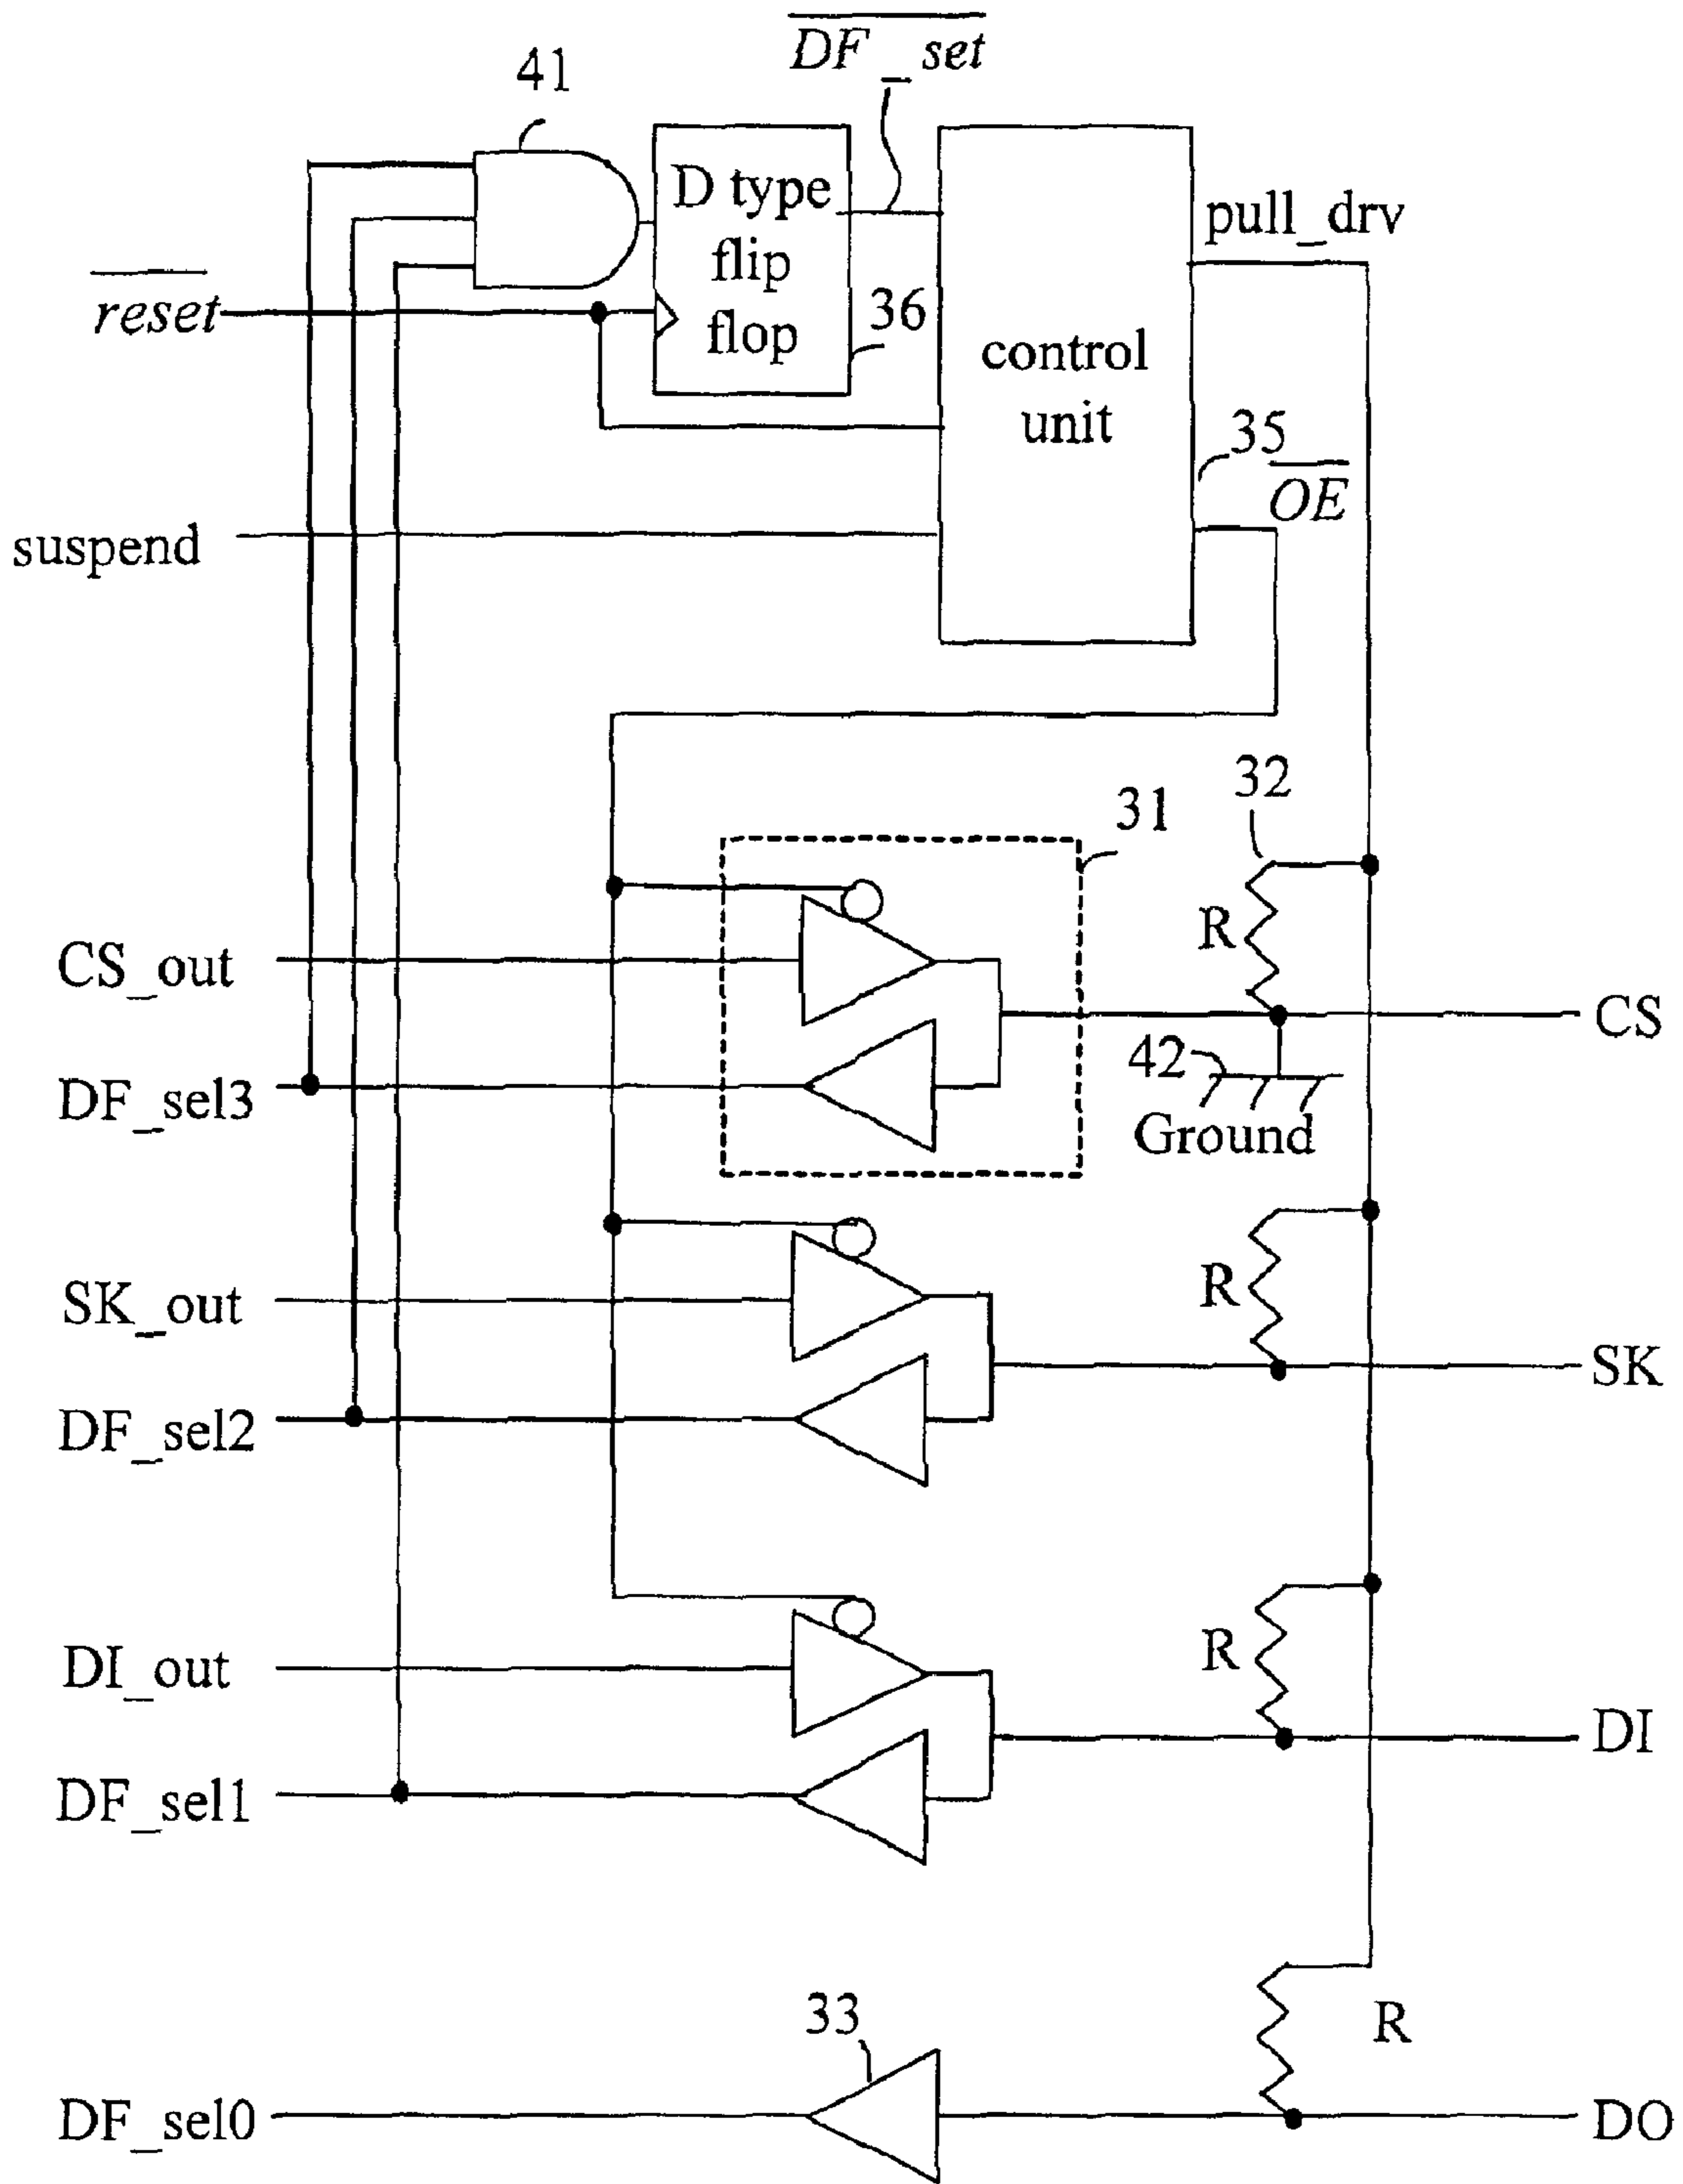 DF_set
41
D type
flip
flop
pull_drv
reset
36
control
unit
35
OE
suspend
32
31
R
CS_out
CS
42
DF_sel3
Ground
R
SK_out
SK
DF_sel2
R
DI_out
DI
DF_sel1
33
R
DF_sel0
DO